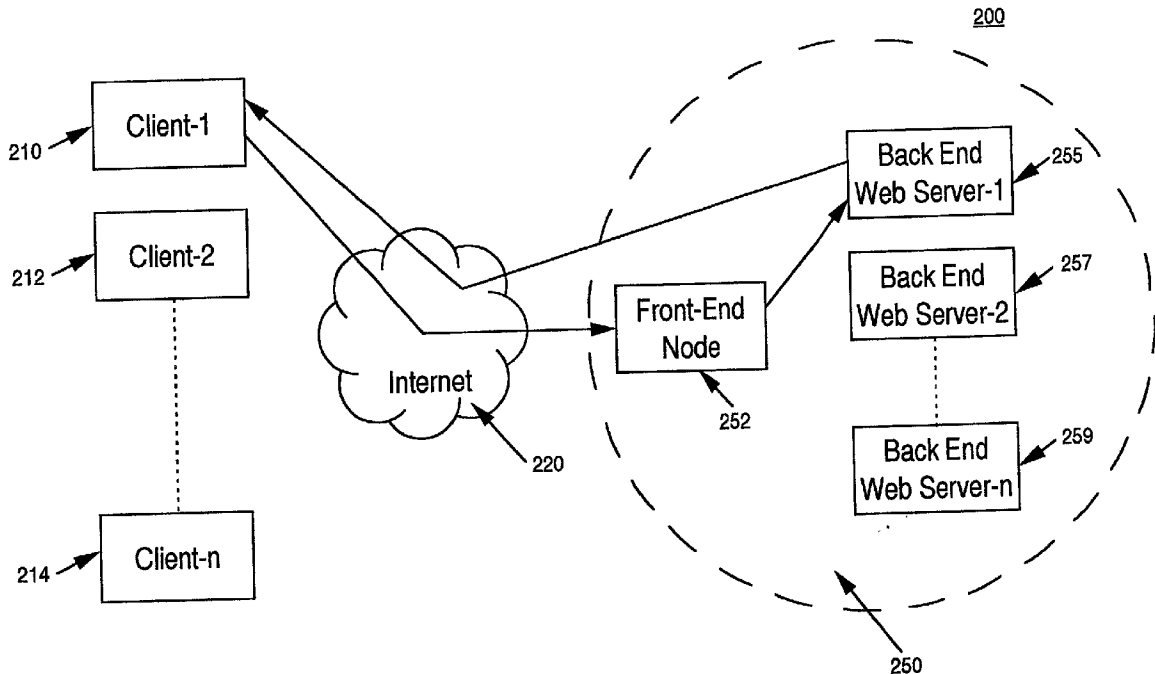 200
Client-1
210
Back End
Web Server-1
255
Client-2
212
Back End
Web Server-2
257
Front-End
Node
252
Internet
220
Back End
Web Server-n
259
Client-n
214
250